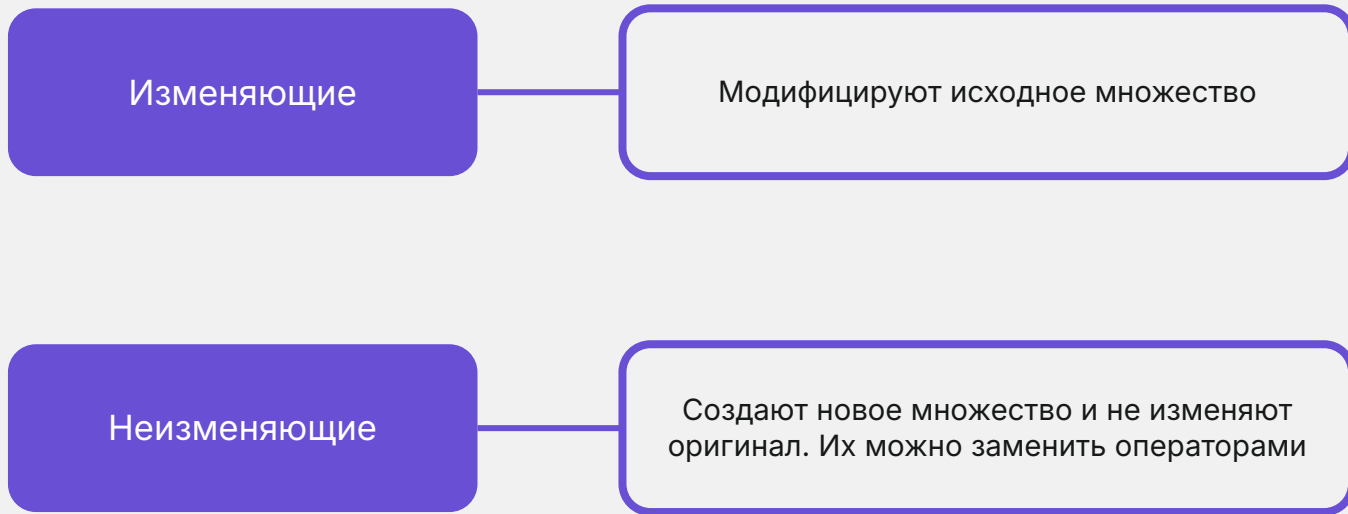 Изменяющие
Модифицируют исходное множество
Неизменяющие
Создают новое множество и не изменяют
оригинал. Их можно заменить операторами